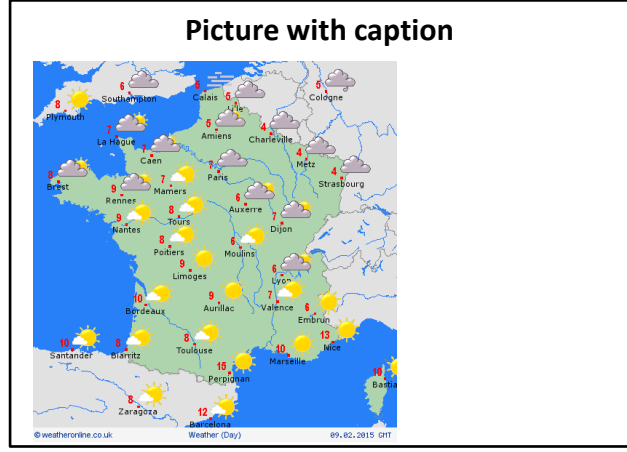 Picture with caption
6
Southampton
8
Plymouth
6
Calais
5
Lille
5
Cologne
7
La Hague
5
Amiens
4
Charleville
7
Caen
4
Metz
7
Paris
4
Strasbourg
8
Brest
9
Rennes
7
Mamers
6
Auxerre
9
Nantes
8
Tours
7
Dijon
8
Poitiers
6
Moulins
9
Limoges
6
Lyon
10
Bordeaux
9
Aurillac
7
Valence
6
Embrun
10
Santander
8
Biarritz
8
Toulouse
10
Marseille
13
Nice
15
Perpignan
10
Bastia
8
Zaragoza
12
Barcelona
© weatheronline.co.uk Weather (Day) 09.02.2015 GMT